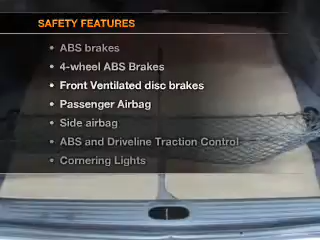 SAFETY FEATURES
• ABS brakes
• 4-wheel ABS Brakes
• Front Ventilated disc brakes
• Passenger Airbag
• Side airbag
• ABS and Driveline Traction Control
• Cornering Lights